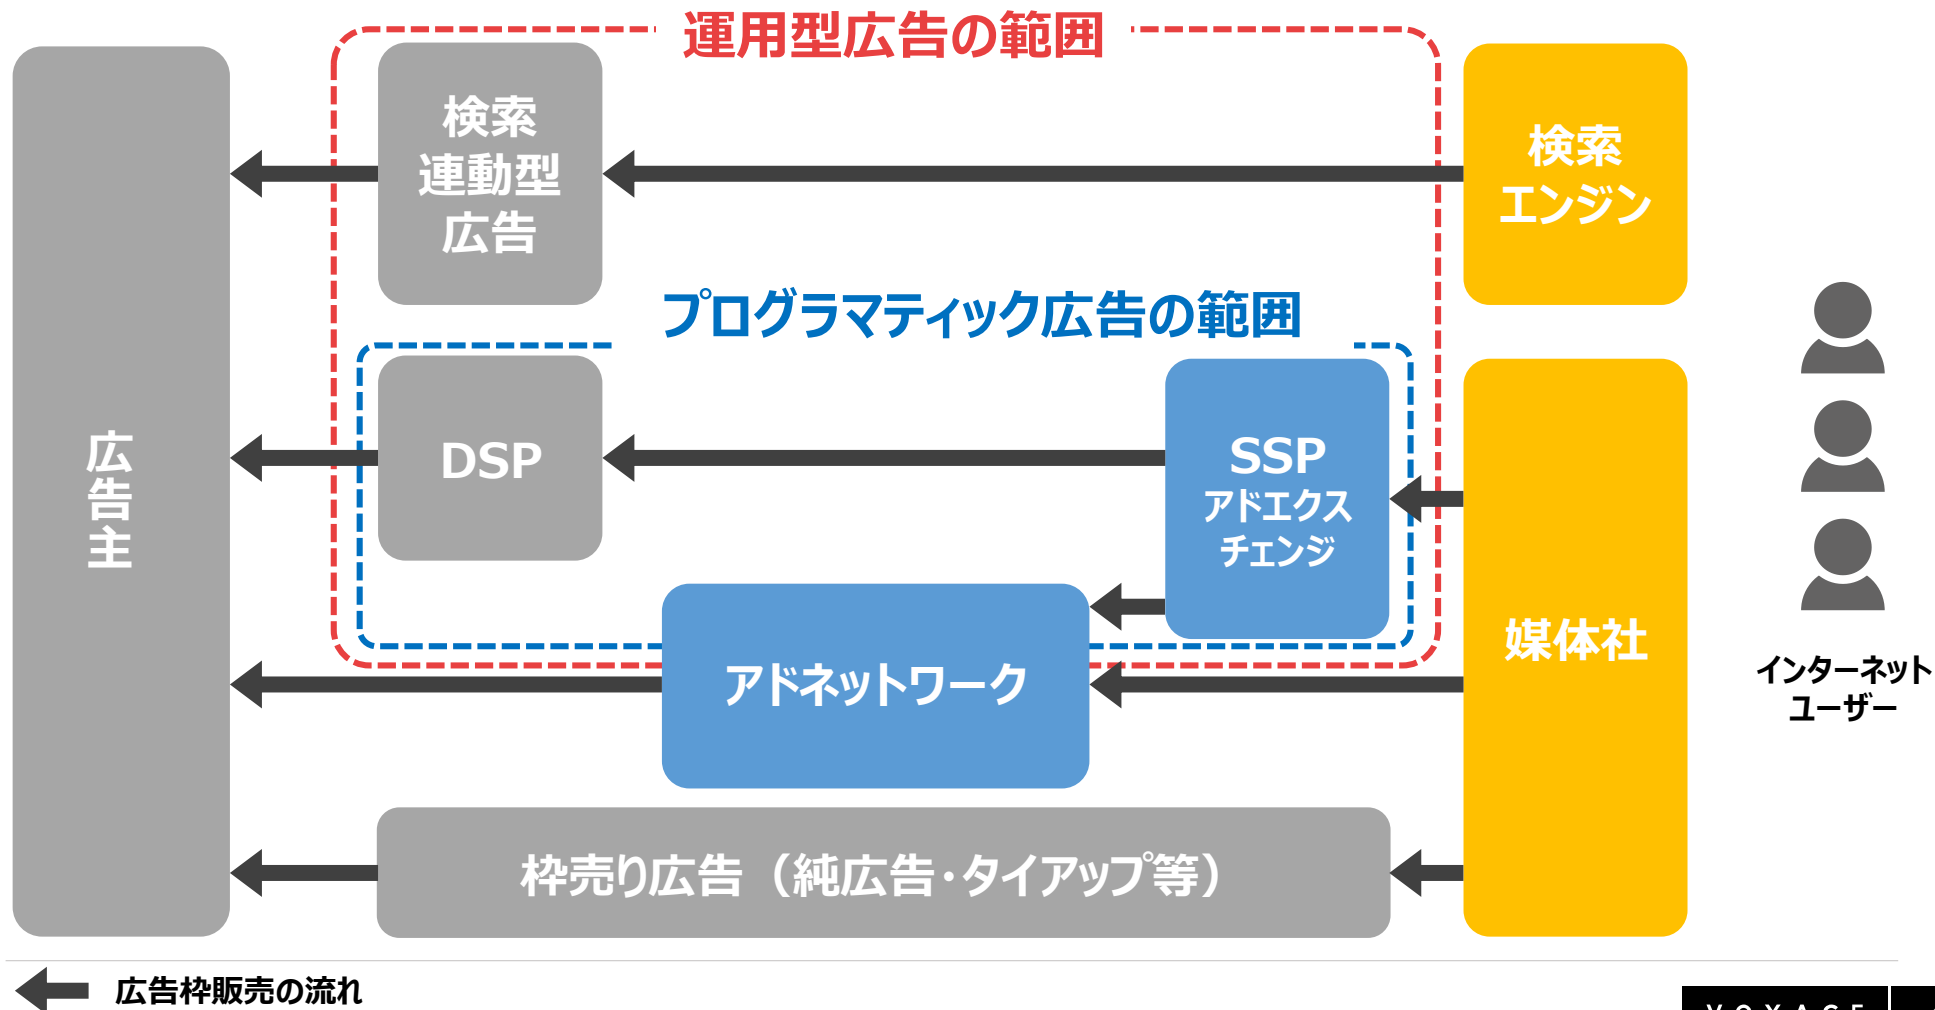 運用型広告の範囲
検索
連動型
広告
検索
エンジン
プログラマティック広告の範囲
広告主
DSP
SSP
アドエクス
チェンジ
アドネットワーク
媒体社
インターネット
ユーザー
枠売り広告（純広告・タイアップ等）
広告枠販売の流れ
VOYAGE